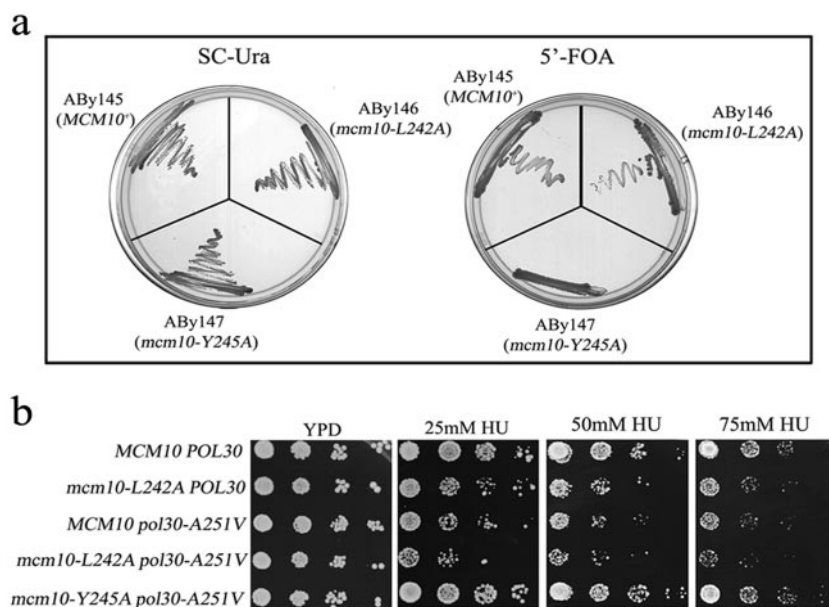 a
SC-Ura
5'-FOA
ABy145
(MCM10+)
ABy146
(mcm10-L242A)
ABy147
(mcm10-Y245A)
ABy145
(MCM10+)
ABy146
(mcm10-L242A)
ABy147
(mcm10-Y245A)
b
YPD
25mM HU
50mM HU
75mM HU
MCM10 POL30
mcm10-L242A POL30
MCM10 pol30-A251V
mcm10-L242A pol30-A251V
mcm10-Y245A pol30-A251V